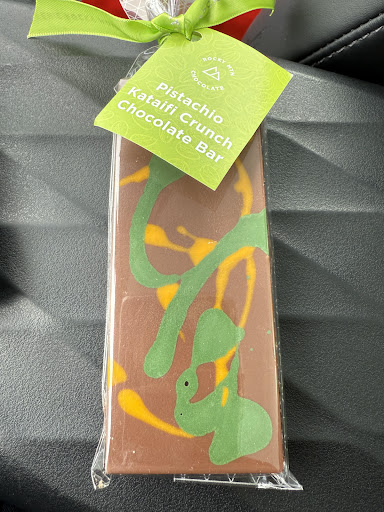 ROCKY MTN
CHOCOLATE
Pistachio
Kataifi Crunch
Chocolate Bar